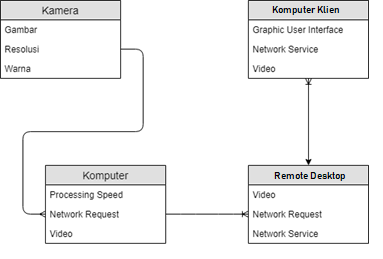 Kamera
Gambar
Resolusi
Warna
Komputer Klien
Graphic User Interface
Network Service
Video
Komputer
Processing Speed
Network Request
Video
Remote Desktop
Video
Network Request
Network Service